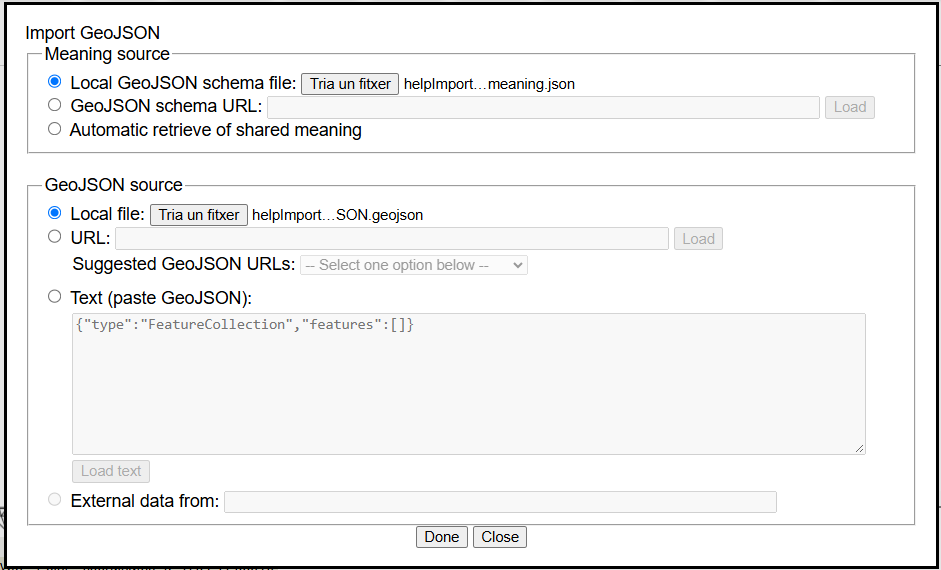 Import GeoJSON
Meaning source
Local GeoJSON schema file: Tria un fitxer helpImport...meaning.json
GeoJSON schema URL: Load
Automatic retrieve of shared meaning
GeoJSON source
Local file: Tria un fitxer helpImport...SON.geojson
URL: Load
Suggested GeoJSON URLs: -- Select one option below --
Text (paste GeoJSON):
{"type":"FeatureCollection","features":[]}
Load text
External data from:
Done Close